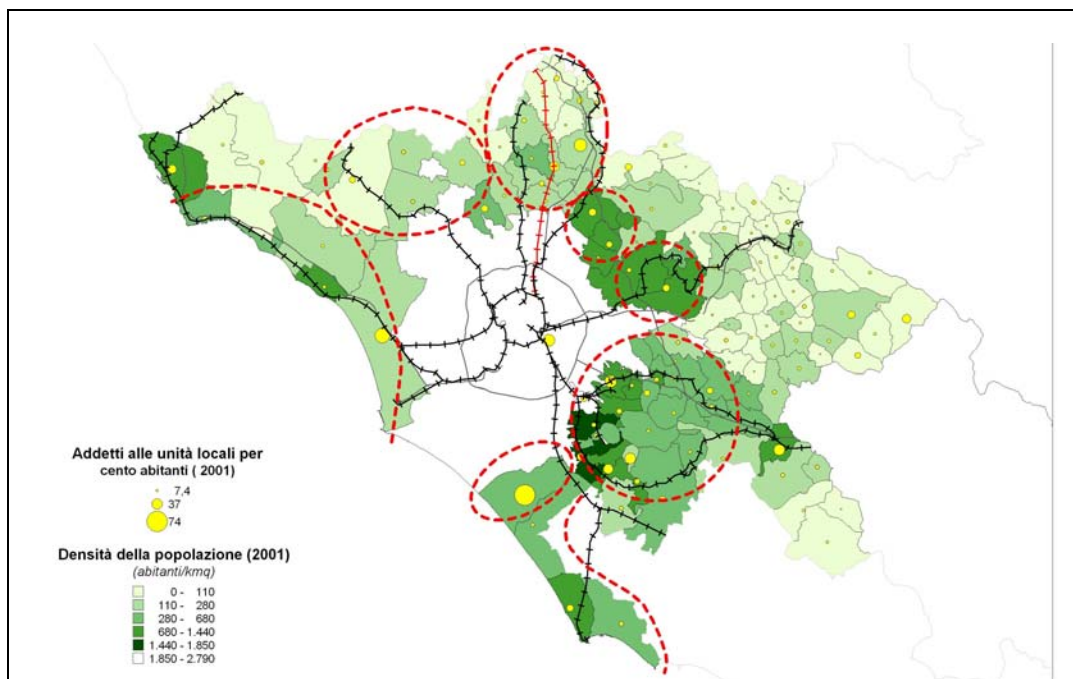 Addetti alle unità locali per
cento abitanti ( 2001)
7,4
37
74
Densità della popolazione (2001)
(abitanti/kmq)
0 - 110
110 - 280
280 - 680
680 - 1.440
1.440 - 1.850
1.850 - 2.790